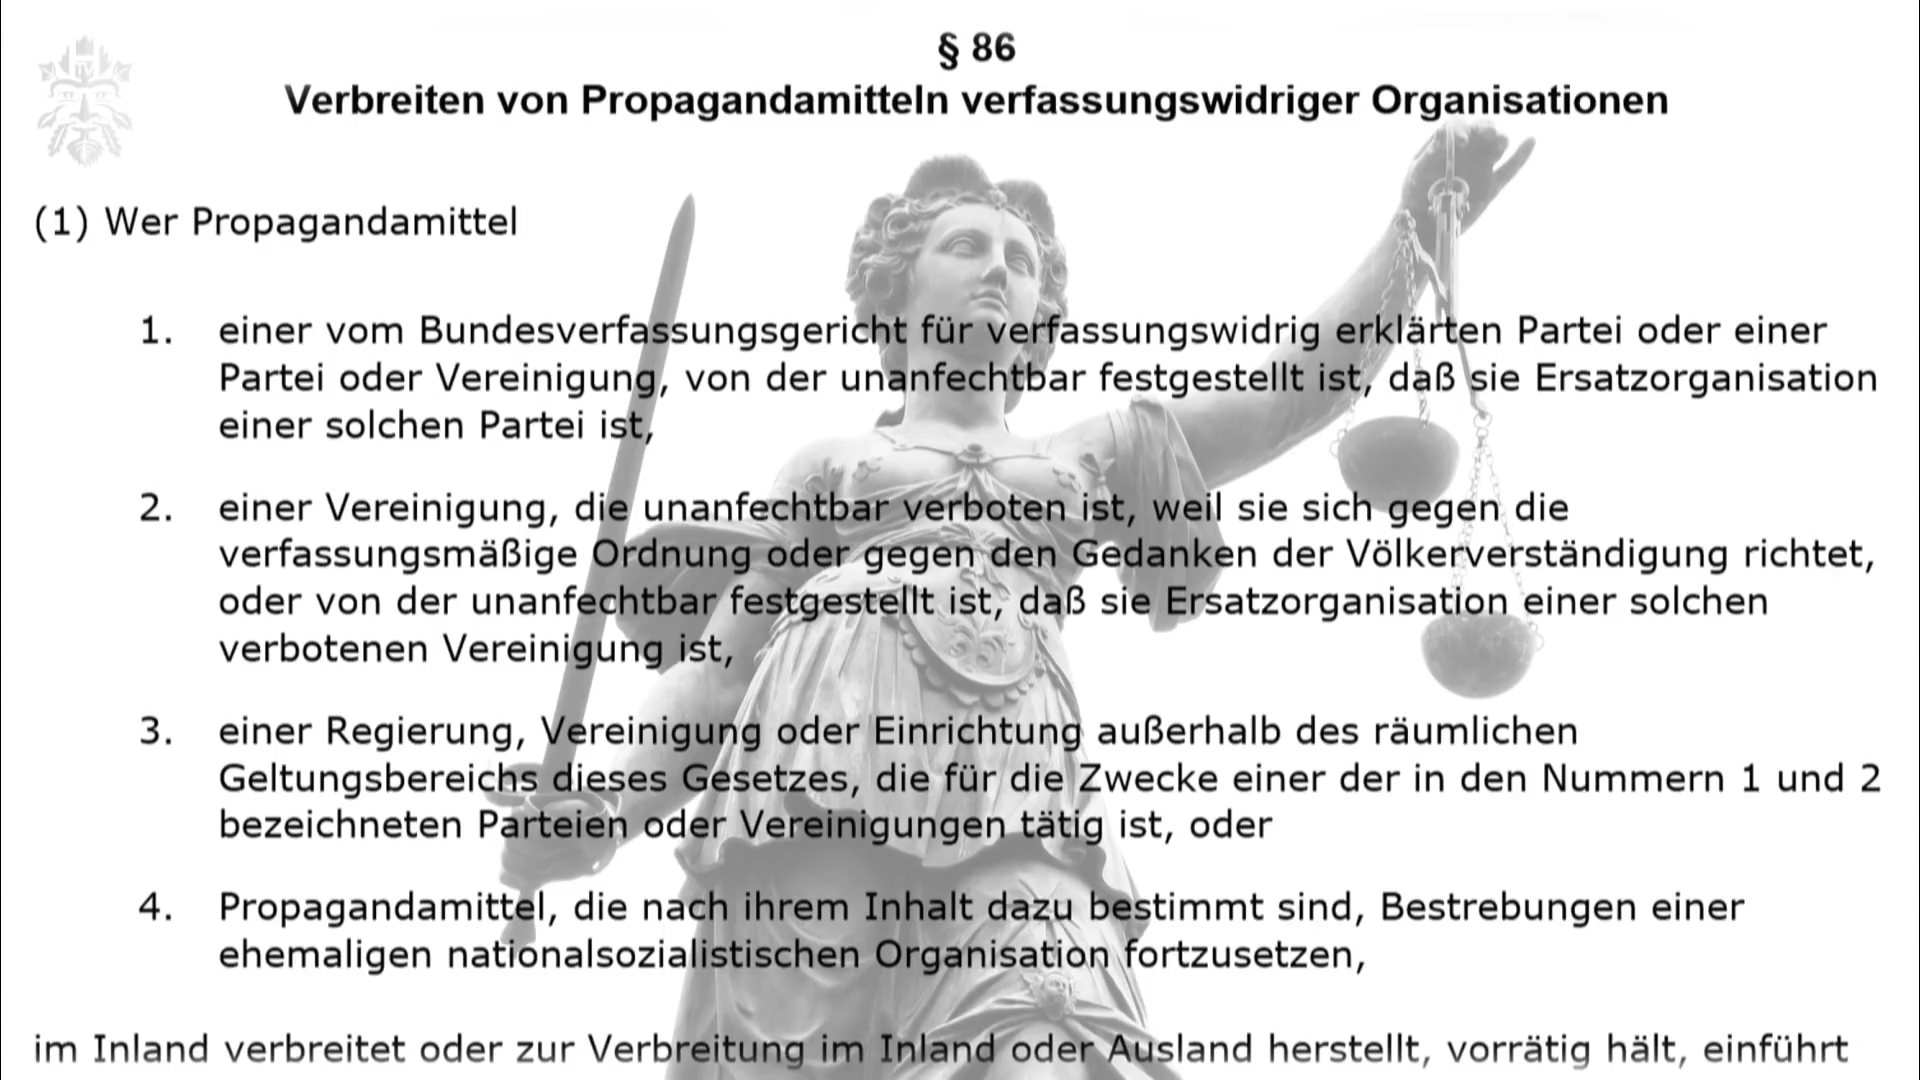 § 86
Verbreiten von Propagandamitteln verfassungswidriger Organisationen
(1) Wer Propagandamittel
1. einer vom Bundesverfassungsgericht für verfassungswidrig erklärten Partei oder einer
Partei oder Vereinigung, von der unanfechtbar festgestellt ist, daß sie Ersatzorganisation
einer solchen Partei ist,
2. einer Vereinigung, die unanfechtbar verboten ist, weil sie sich gegen die
verfassungsmäßige Ordnung oder gegen den Gedanken der Völkerverständigung richtet,
oder von der unanfechtbar festgestellt ist, daß sie Ersatzorganisation einer solchen
verbotenen Vereinigung ist,
3. einer Regierung, Vereinigung oder Einrichtung außerhalb des räumlichen
Geltungsbereichs dieses Gesetzes, die für die Zwecke einer der in den Nummern 1 und 2
bezeichneten Parteien oder Vereinigungen tätig ist, oder
4. Propagandamittel, die nach ihrem Inhalt dazu bestimmt sind, Bestrebungen einer
ehemaligen nationalsozialistischen Organisation fortzusetzen,
im Inland verbreitet oder zur Verbreitung im Inland oder Ausland herstellt, vorrätig hält, einführt